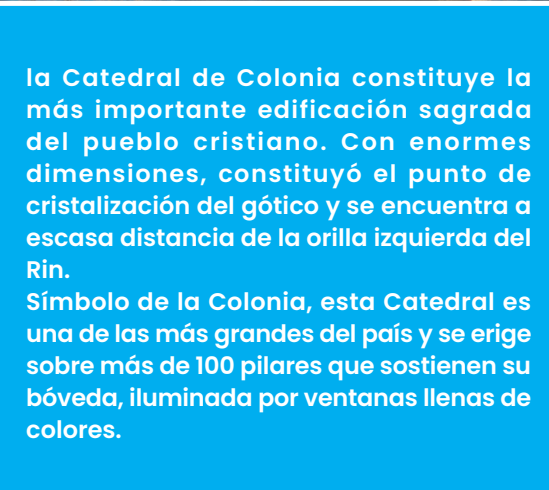 la Catedral de Colonia constituye la
más importante edificación sagrada
del pueblo cristiano. Con enormes
dimensiones, constituyó el punto de
cristalización del gótico y se encuentra a
escasa distancia de la orilla izquierda del
Rin.
Símbolo de la Colonia, esta Catedral es
una de las más grandes del país y se erige
sobre más de 100 pilares que sostienen su
bóveda, iluminada por ventanas llenas de
colores.